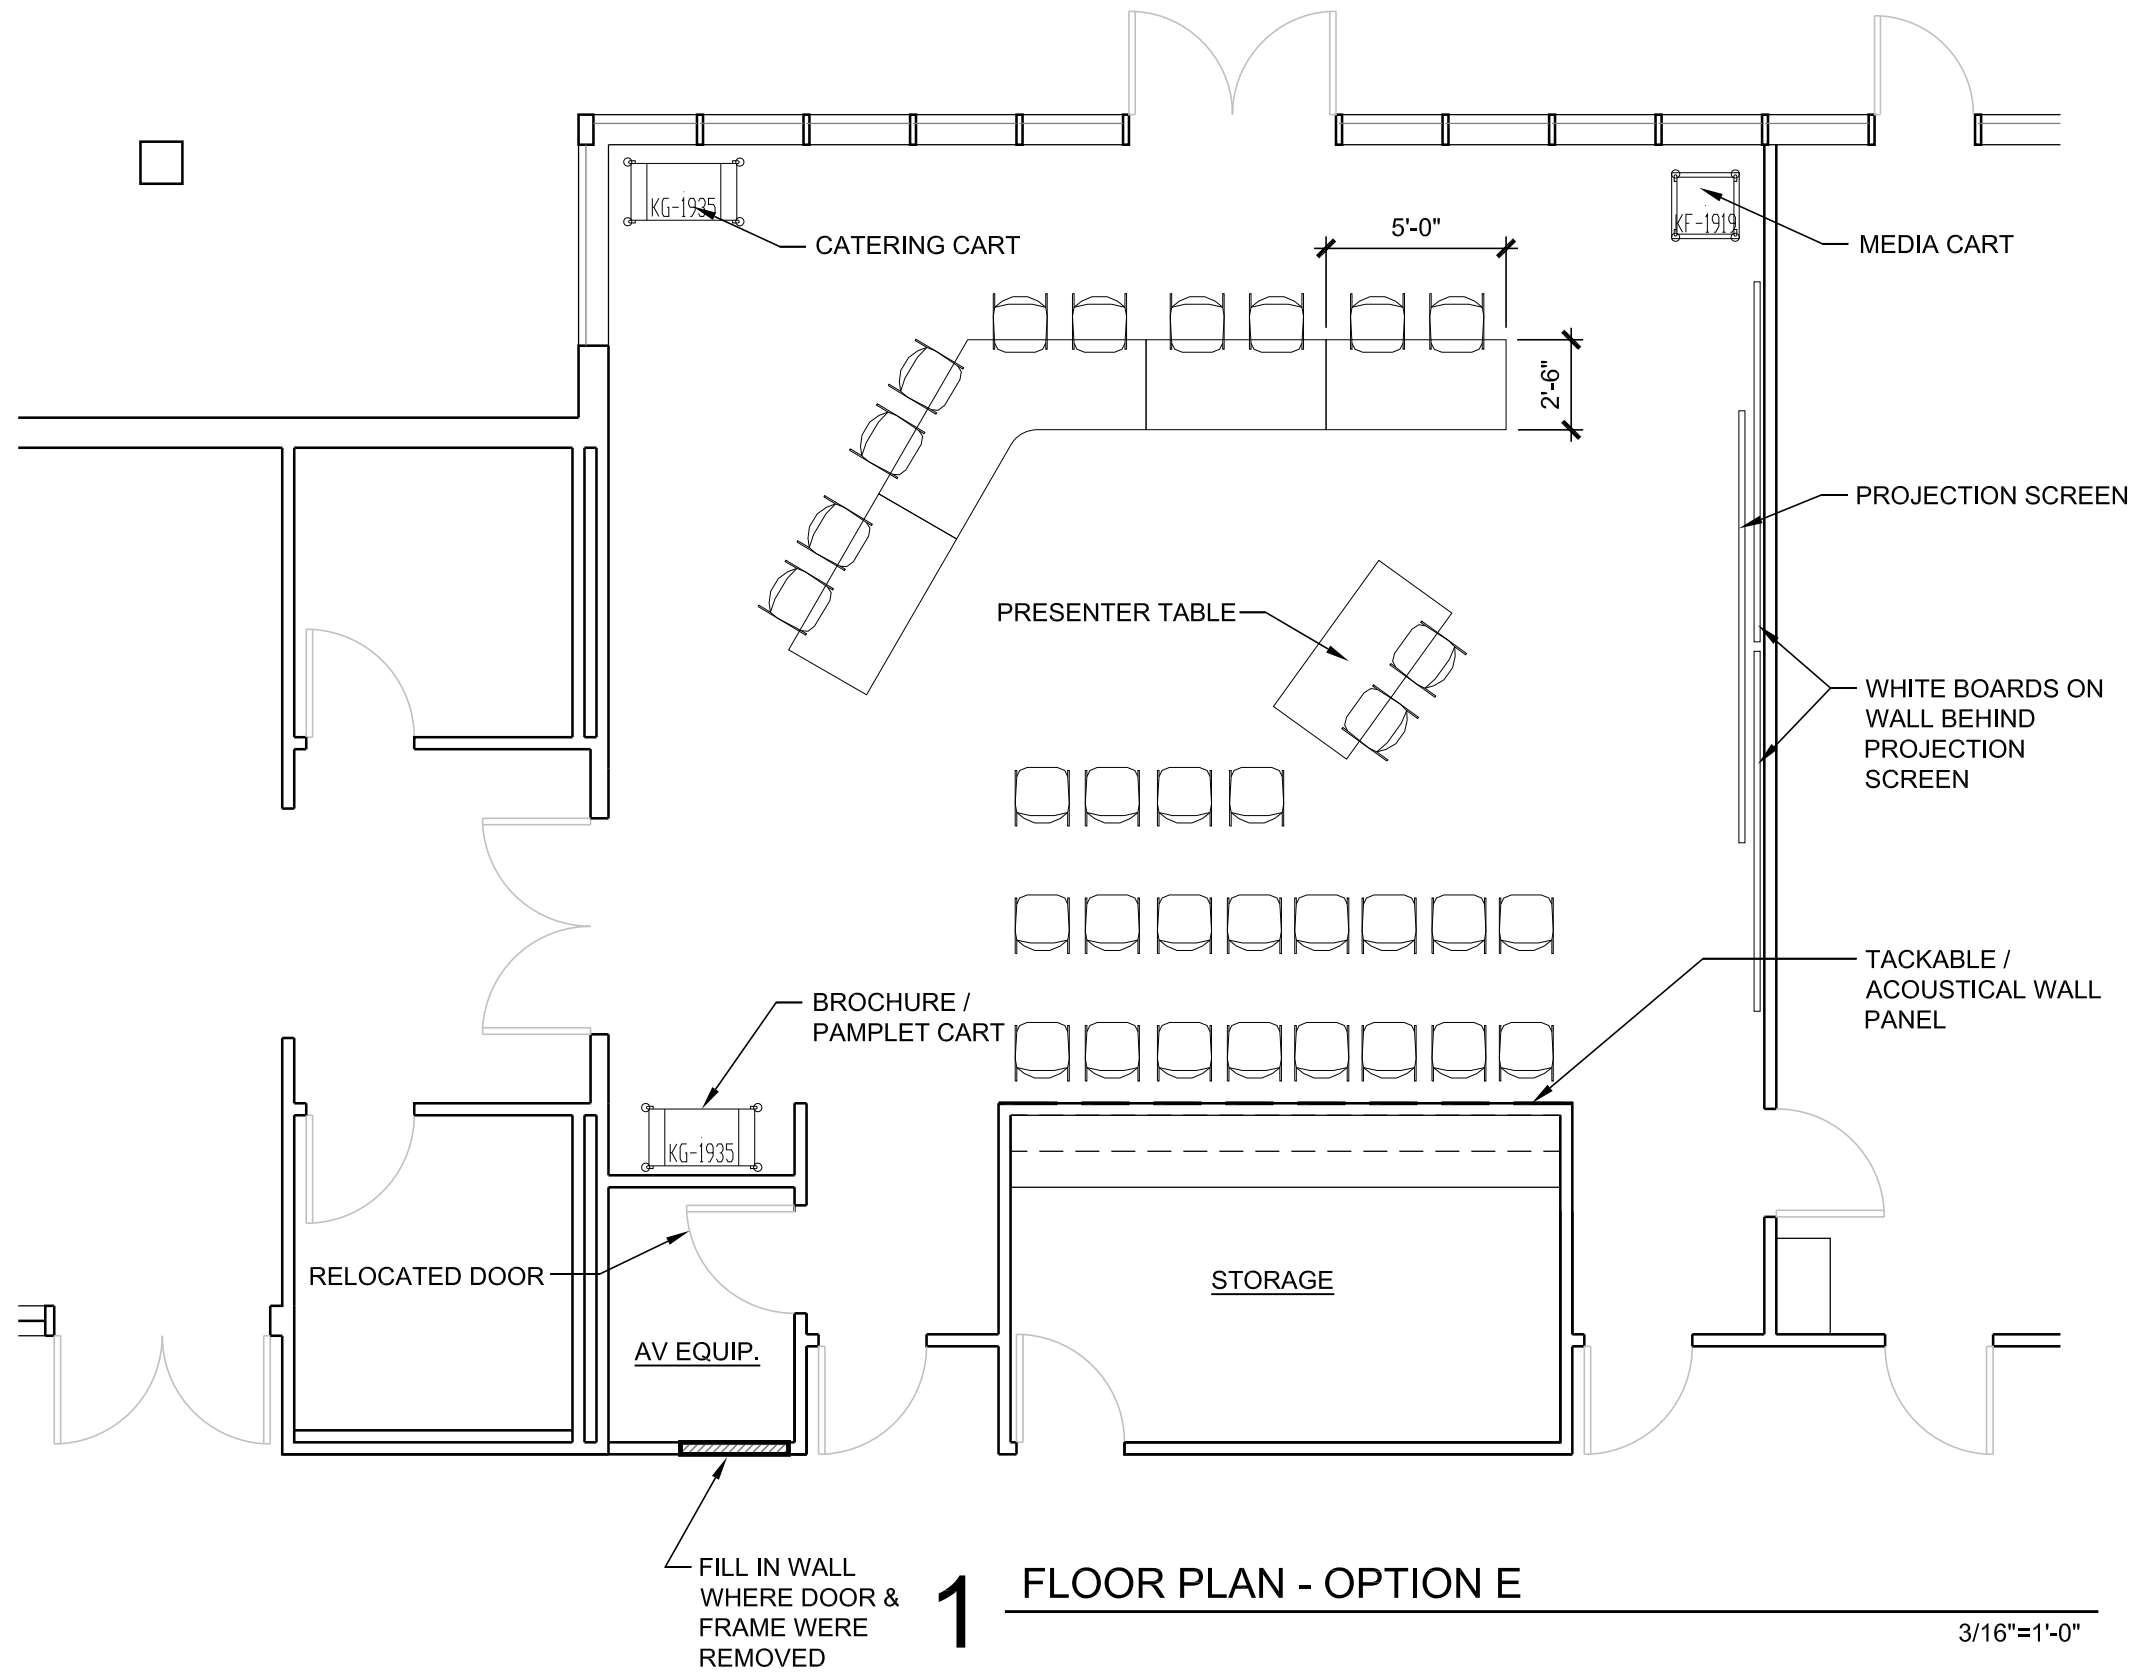 KG-1935
CATERING CART
5'-0"
KF-1919
MEDIA CART
2'-6"
PROJECTION SCREEN
PRESENTER TABLE
WHITE BOARDS ON
WALL BEHIND
PROJECTION
SCREEN
TACKABLE /
ACOUSTICAL WALL
PANEL
BROCHURE /
PAMPLET CART
KG-1935
RELOCATED DOOR
STORAGE
AV EQUIP.
FILL IN WALL
WHERE DOOR &
FRAME WERE
REMOVED
1
FLOOR PLAN - OPTION E
3/16"=1'-0"